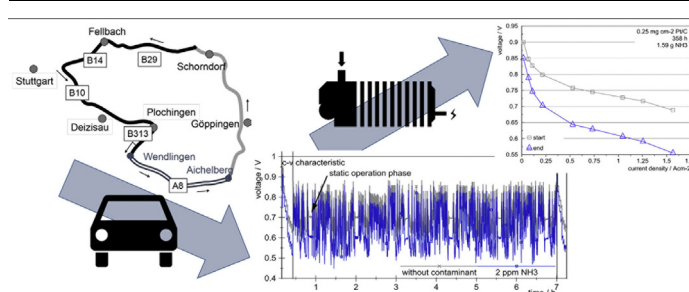 Fellbach
B14
B29
Schorndorf
Stuttgart
B10
Plochingen
Deizisau
Göppingen
B313
Wendlingen
Aichelberg
A8
voltage / V
0.95
0.9
0.85
0.8
0.75
0.7
0.65
0.6
0.55
0.25 mg cm-2 Pt/C
358 h
1.59 g NH3
start
end
0
0.25
0.5
0.75
1
1.25
1.5
current density / Acm-2
voltage / V
1
0.9
0.8
0.7
0.6
0.5
0.4
c-v characteristic
static operation phase
without contaminant
2 ppm NH3
1
2
3
4
5
6
7
time / h